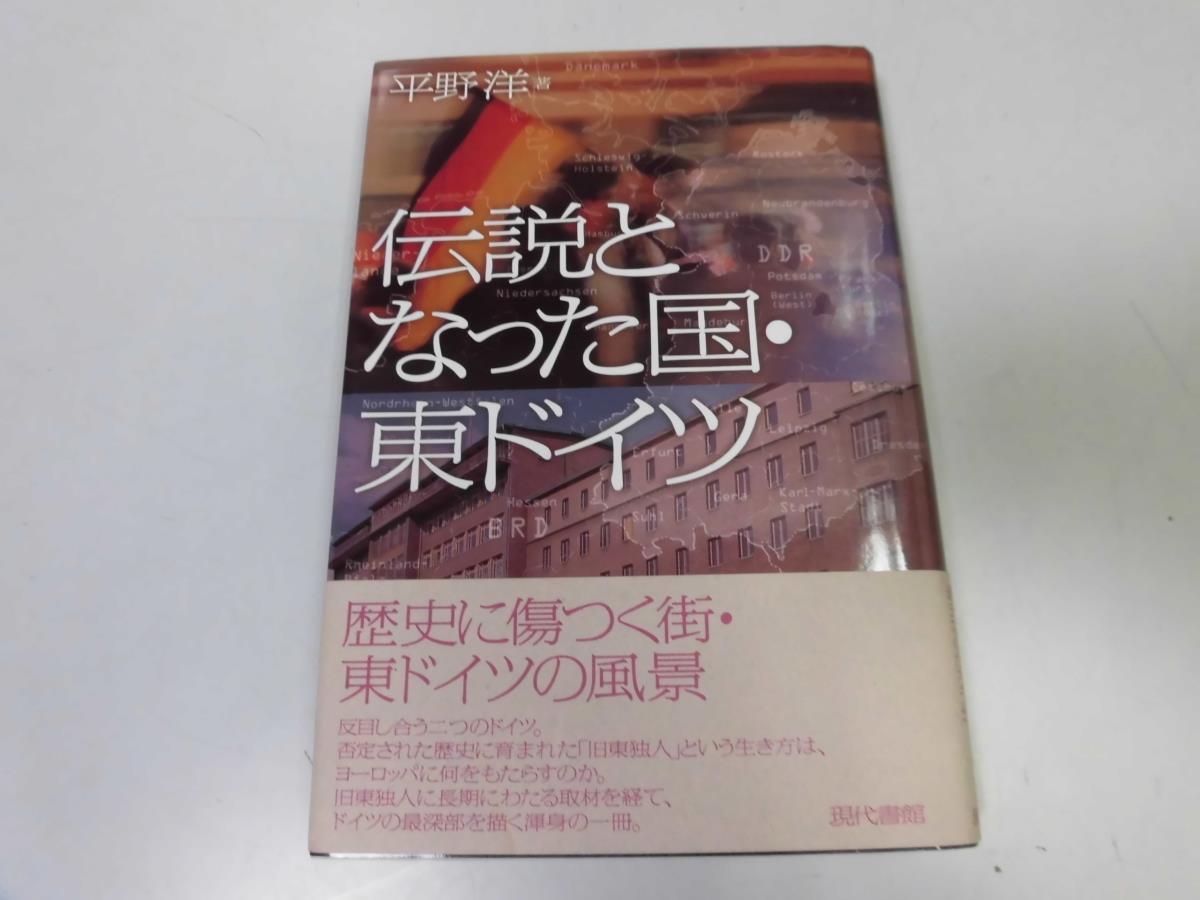 平野洋著
Dänemark
Schleswig-
Holstein
Rostock
Neubrandenburg
Schwerin
伝説と
DDR
Potsdam
Berlin
(West)
Niedersachsen
なった国・
Nordrhein-Westfalen
東ドイツ
Leipzig
Erfurt
Dresden
Hessen
Gera
Karl-Marx-
Stadt
Suhl
BRD
Rheinland-
歴史に傷つく街・
東ドイツの風景
反目し合う二つのドイツ。
否定された歴史に育まれた「旧東独人」という生き方は、
ヨーロッパに何をもたらすのか。
旧東独人に長期にわたる取材を経て、
ドイツの最深部を描く渾身の一冊。
現代書館